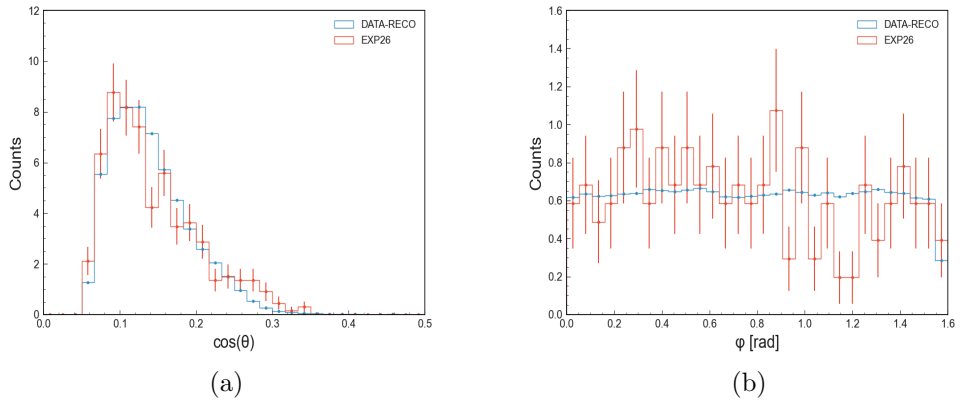 12
10
8
6
4
2
0
Counts
DATA-RECO
EXP26
0.0 0.1 0.2 0.3 0.4 0.5
cos(θ)
(a)
1.6
1.4
1.2
1.0
0.8
0.6
0.4
0.2
0.0
Counts
DATA-RECO
EXP26
0.0 0.2 0.4 0.6 0.8 1.0 1.2 1.4 1.6
φ [rad]
(b)